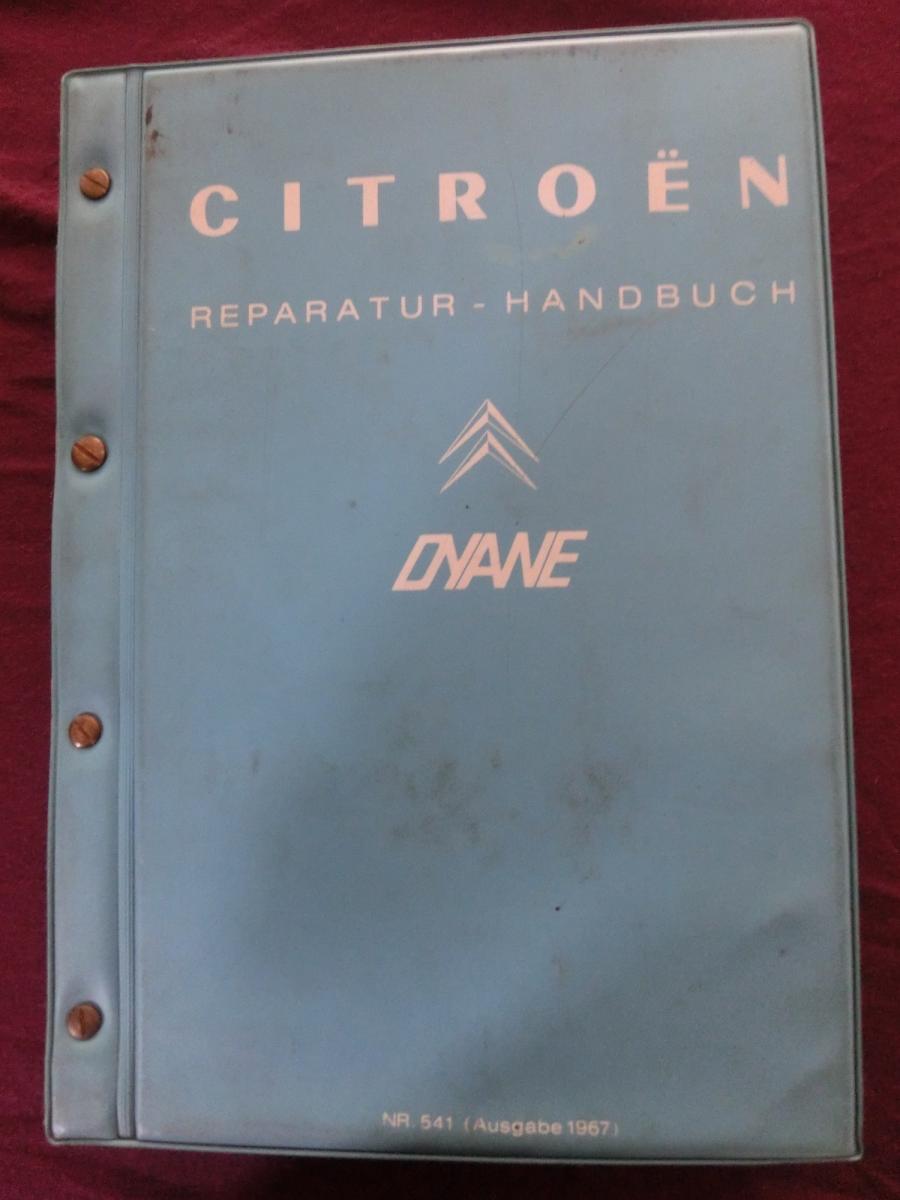 CITROËN
REPARATUR - HANDBUCH
DYANE
NR. 541 (Ausgabe 1967)